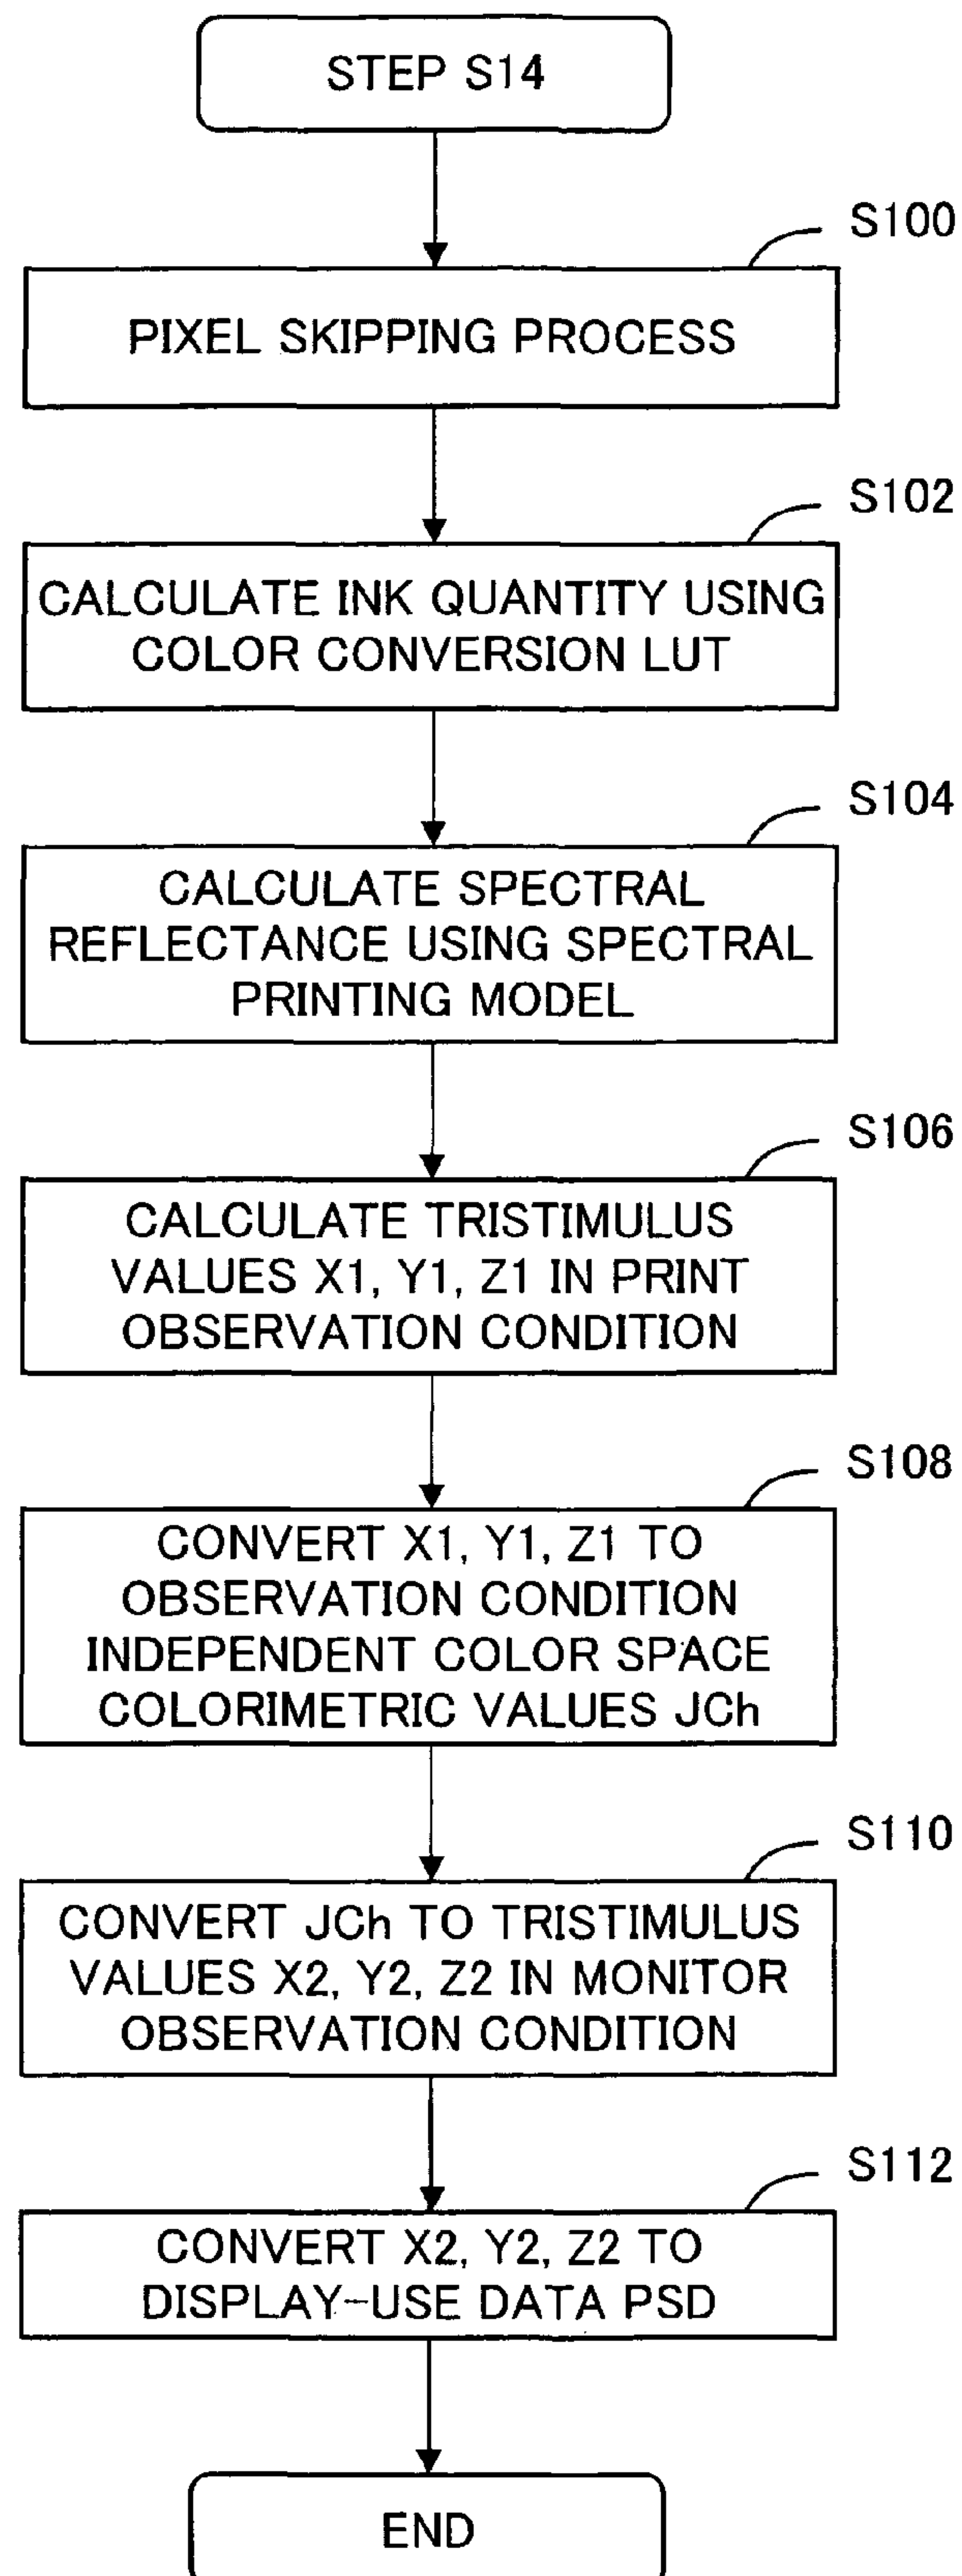 STEP S14
S100
PIXEL SKIPPING PROCESS
S102
CALCULATE INK QUANTITY USING
COLOR CONVERSION LUT
S104
CALCULATE SPECTRAL
REFLECTANCE USING SPECTRAL
PRINTING MODEL
S106
CALCULATE TRISTIMULUS
VALUES X1, Y1, Z1 IN PRINT
OBSERVATION CONDITION
S108
CONVERT X1, Y1, Z1 TO
OBSERVATION CONDITION
INDEPENDENT COLOR SPACE
COLORIMETRIC VALUES JCh
S110
CONVERT JCh TO TRISTIMULUS
VALUES X2, Y2, Z2 IN MONITOR
OBSERVATION CONDITION
S112
CONVERT X2, Y2, Z2 TO
DISPLAY-USE DATA PSD
END